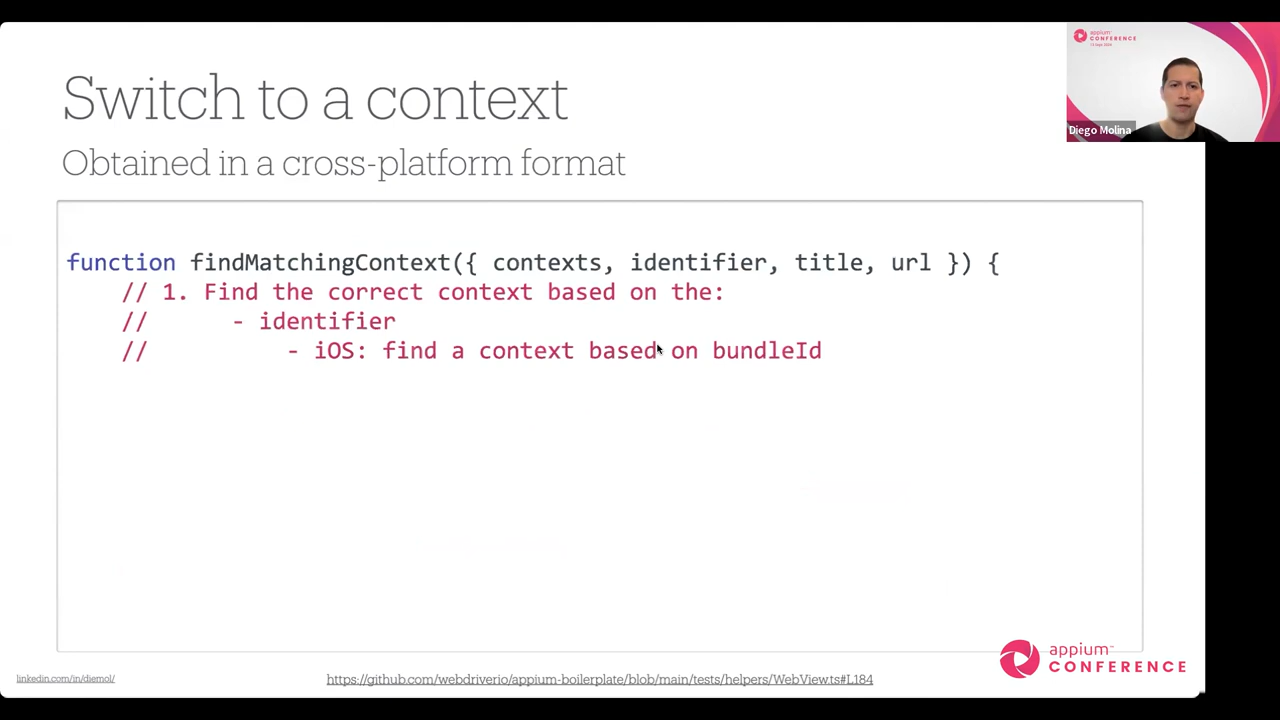 Switch to a context
Obtained in a cross-platform format
function findMatchingContext({ contexts, identifier, title, url }) {
// 1. Find the correct context based on the:
// - identifier
// - iOS: find a context based on bundleId
appium™
CONFERENCE
Diego Molina
linkedin.com/in/diemol/
https://github.com/webdriverio/appium-boilerplate/blob/main/tests/helpers/WebView.ts#L184
appium™
CONFERENCE